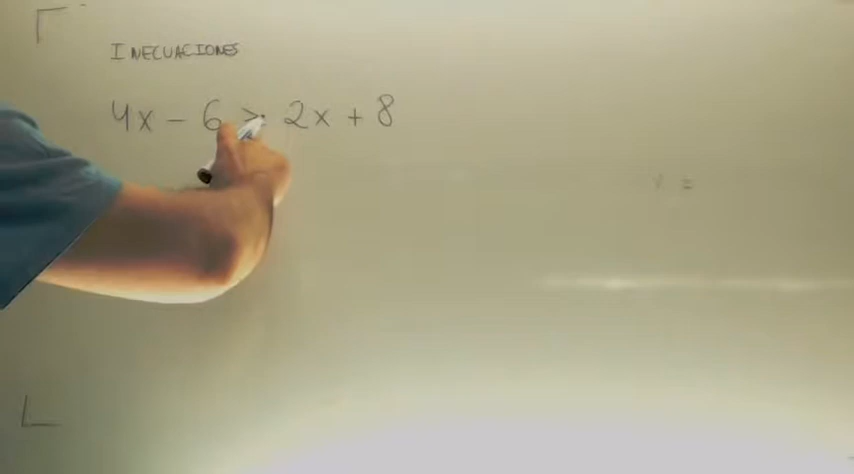 INECUACIONES
4x - 6 > 2x + 8